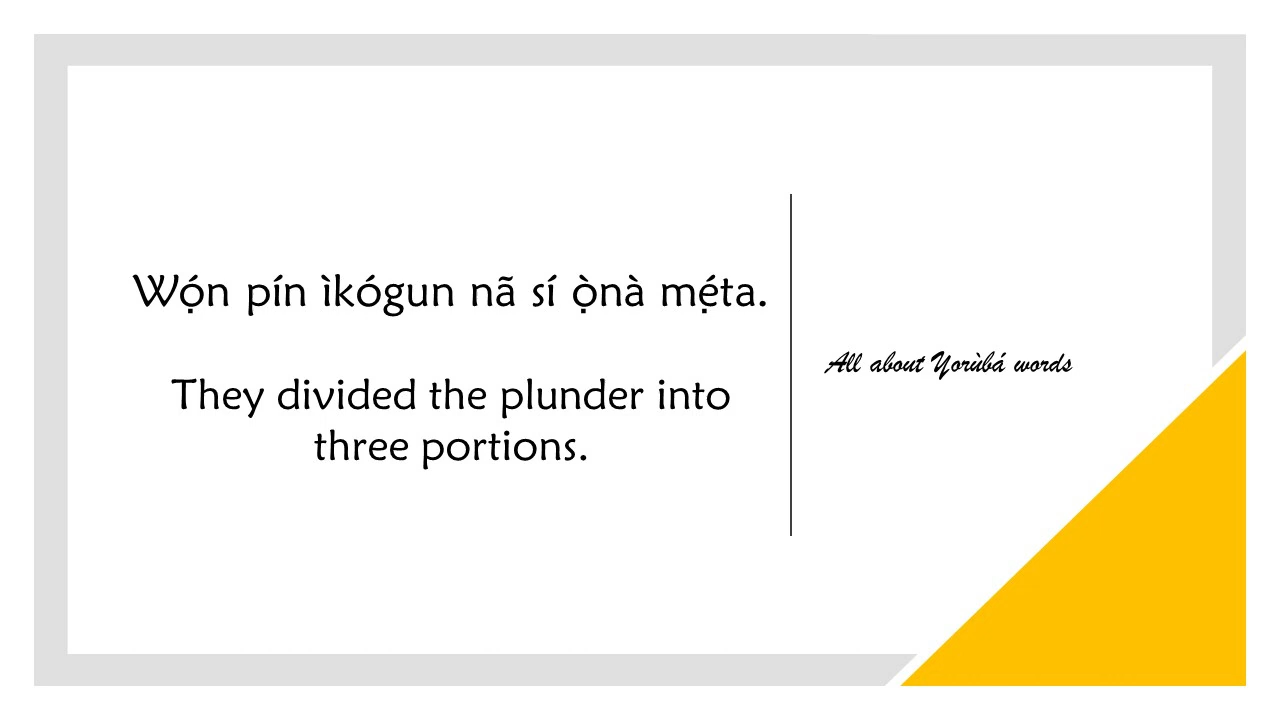 Wọ́n pín ìkógun nã sí ọ̀nà mẹ́ta.
They divided the plunder into
three portions.
All about Yorùbá words